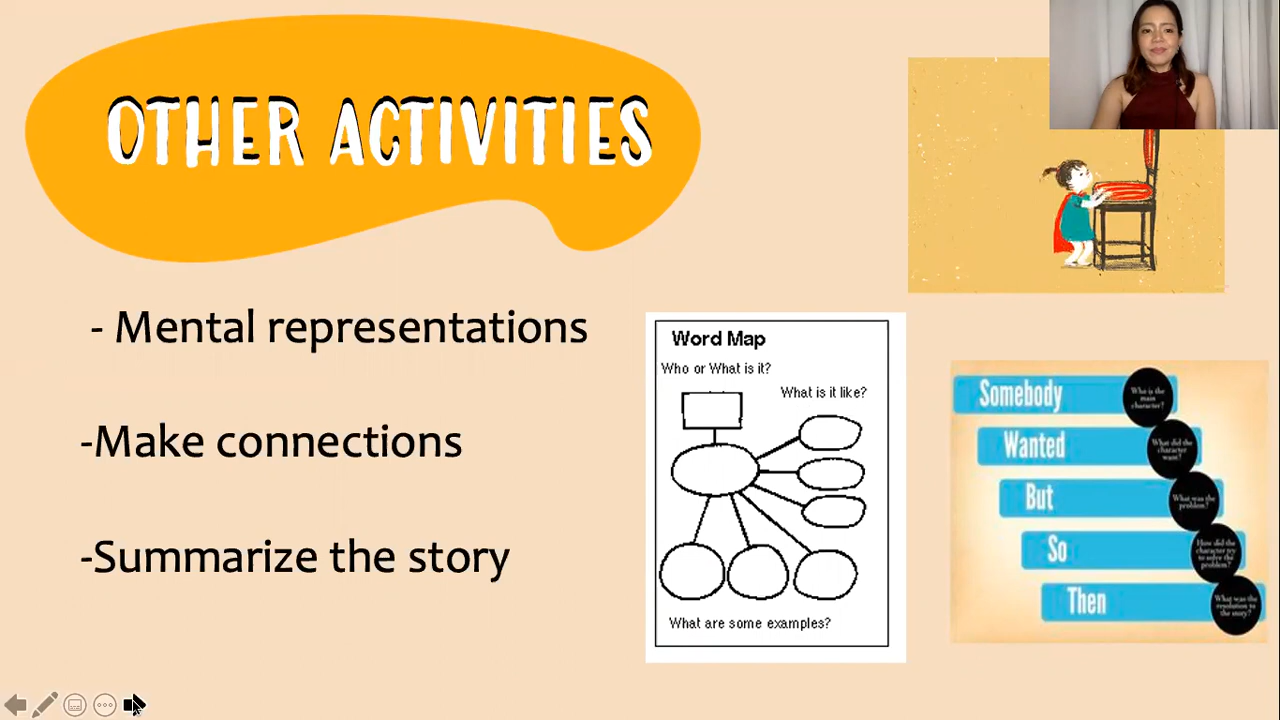 OTHER ACTIVITIES
- Mental representations
-Make connections
-Summarize the story
Word Map
Who or What is it?
What is it like?
What are some examples?
Somebody
Who is the
main
character?
Wanted
What did the
character
want?
But
What was the
problem?
So
How did the
character try
to solve the
problem?
Then
What was the
resolution to
the story?